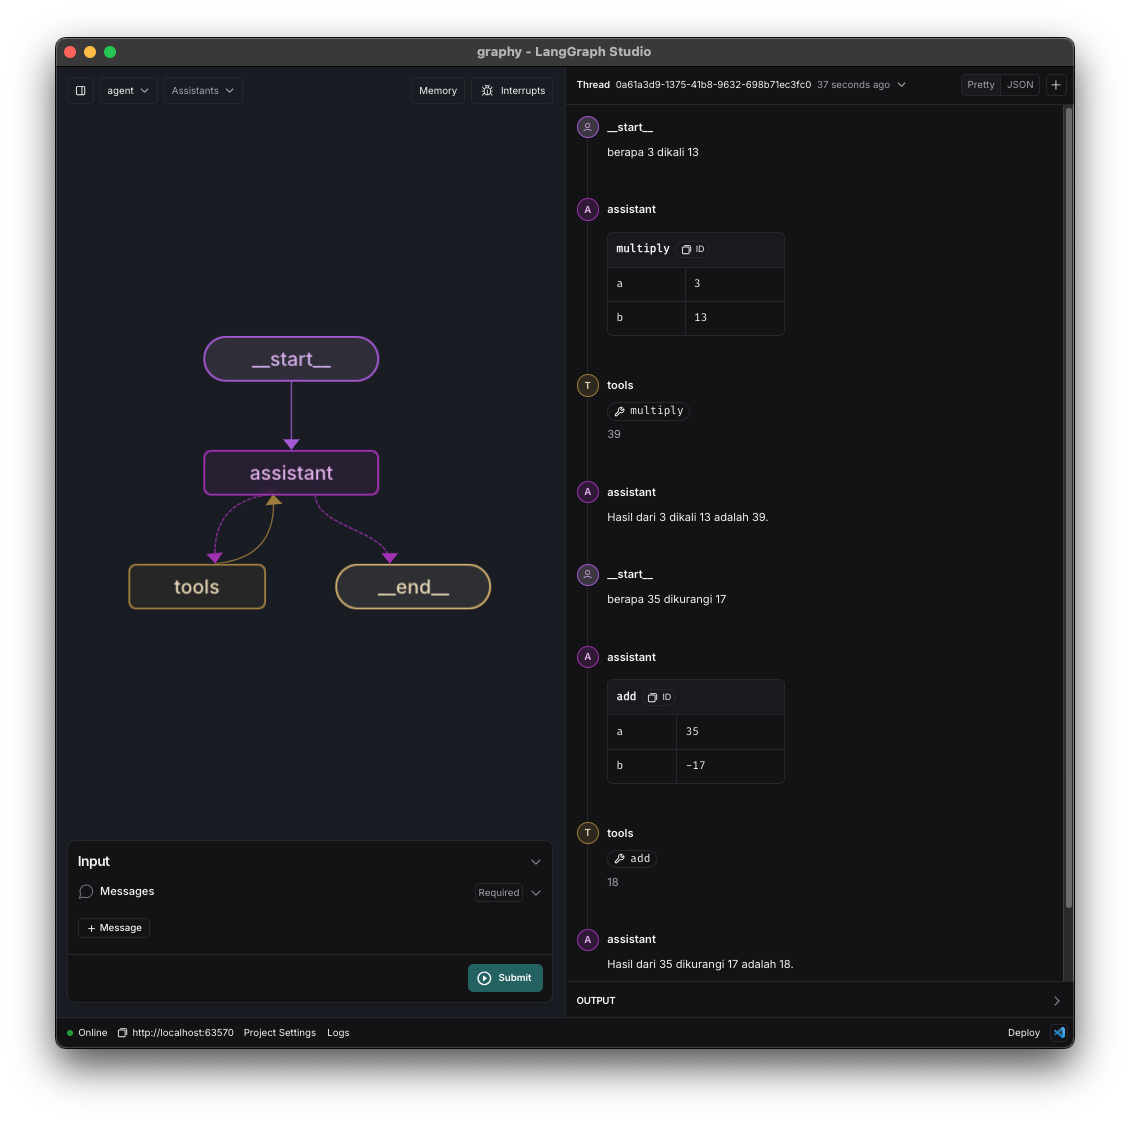 graphy - LangGraph Studio
agent
Assistants
Memory
Interrupts
__start__
assistant
tools
__end__
Input
Messages
Required
+ Message
Submit
Thread 0a61a3d9-1375-41b8-9632-698b71ec3fc0 37 seconds ago
Pretty
JSON
+
__start__
berapa 3 dikali 13
A assistant
multiply ID
a 3
b 13
T tools
multiply
39
A assistant
Hasil dari 3 dikali 13 adalah 39.
__start__
berapa 35 dikurangi 17
A assistant
add ID
a 35
b -17
T tools
add
18
A assistant
Hasil dari 35 dikurangi 17 adalah 18.
OUTPUT
Online
http://localhost:63570
Project Settings
Logs
Deploy